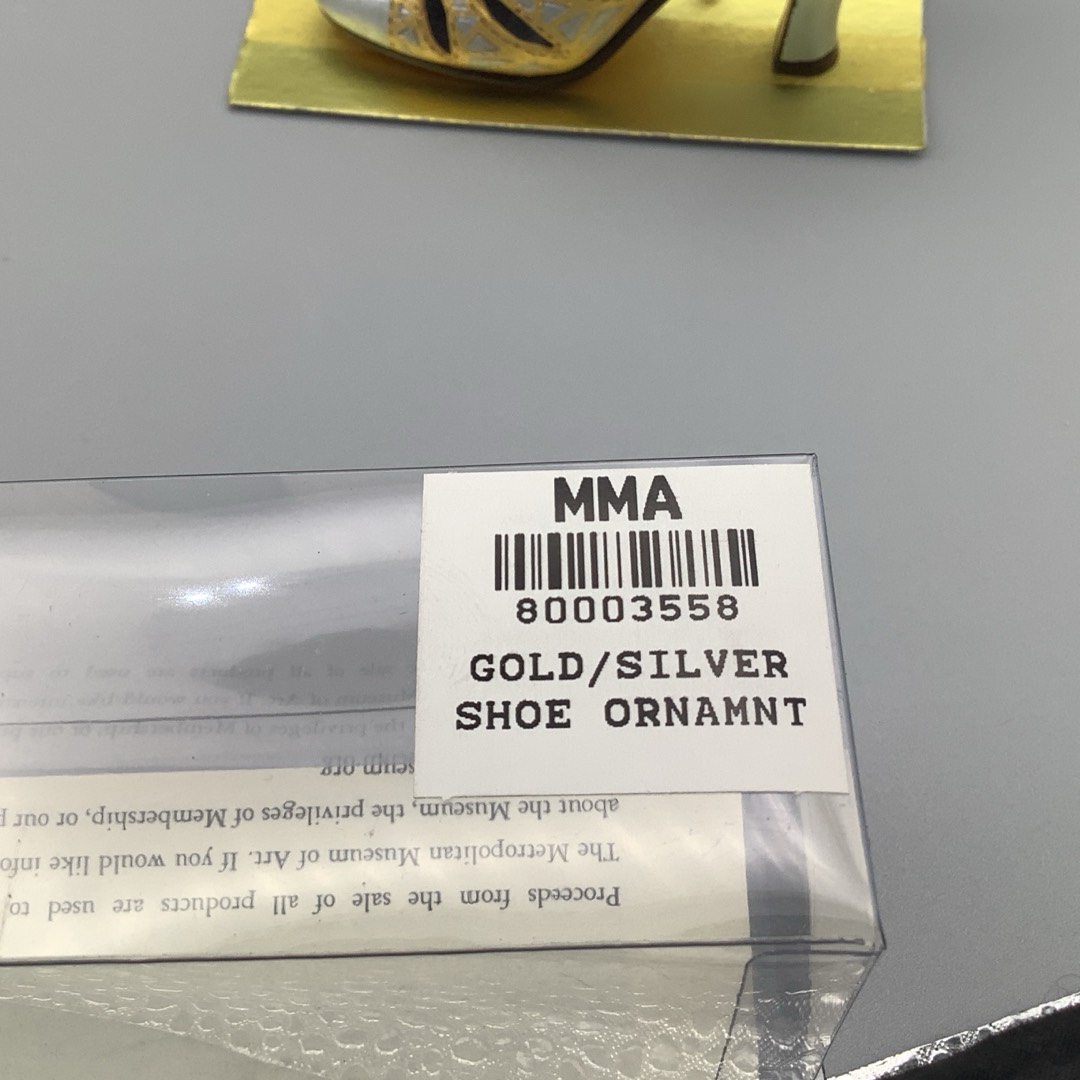 MMA
80003558
GOLD/SILVER
SHOE ORNAMNT
Proceeds from the sale of all products are used to
The Metropolitan Museum of Art. If you would like
about the Museum, the privileges of Membership, or our